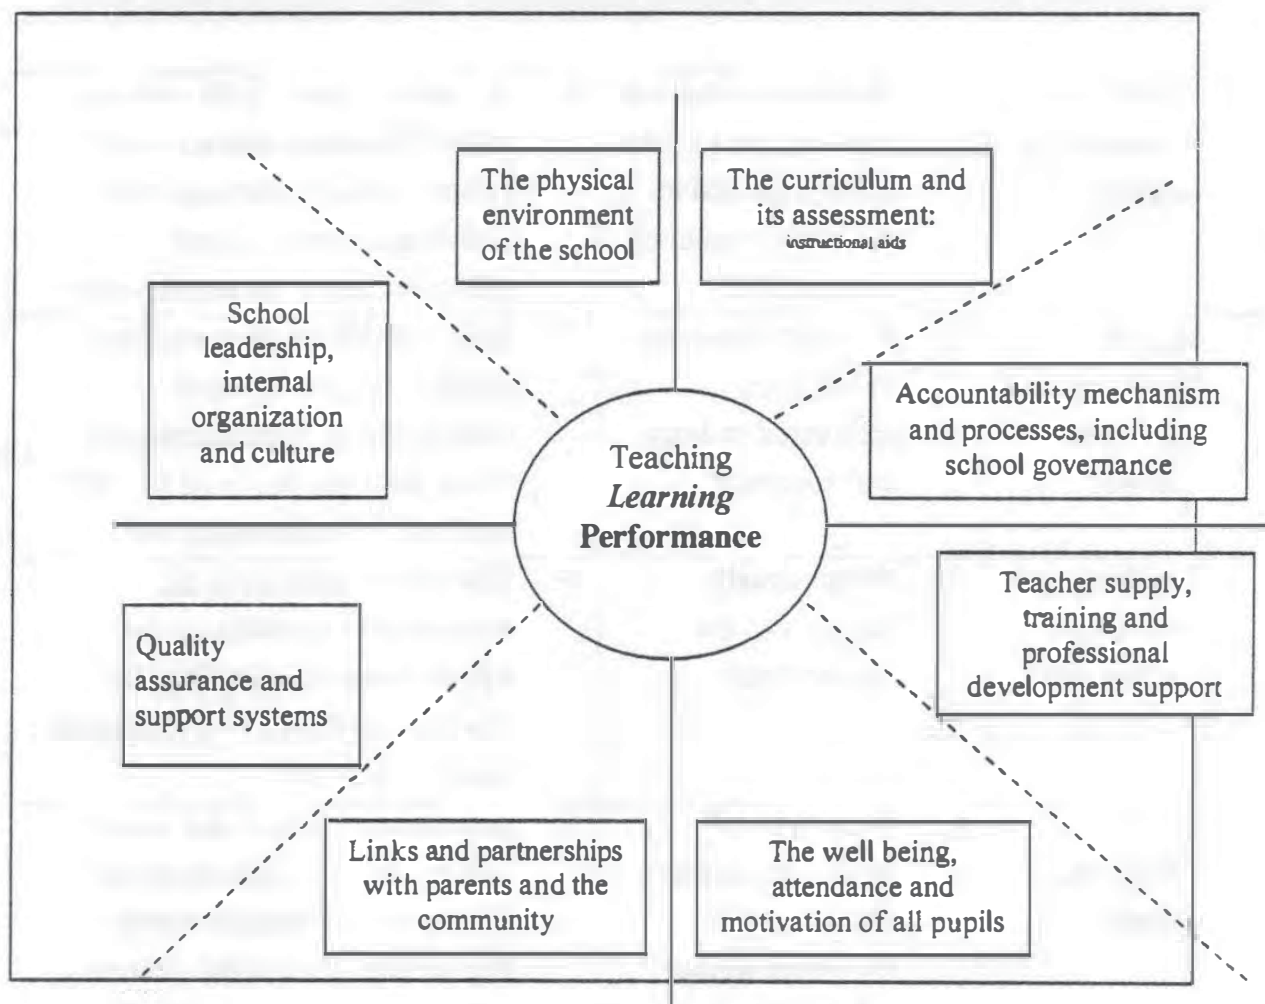 The physical
environment
of the school
The curriculum and
its assessment:
instructional aids
School
leadership,
internal
organization
and culture
Accountability mechanism
and processes, including
school governance
Teaching
Learning
Performance
Teacher supply,
training and
professional
development support
Quality
assurance and
support systems
Links and partnerships
with parents and the
community
The well being,
attendance and
motivation of all pupils